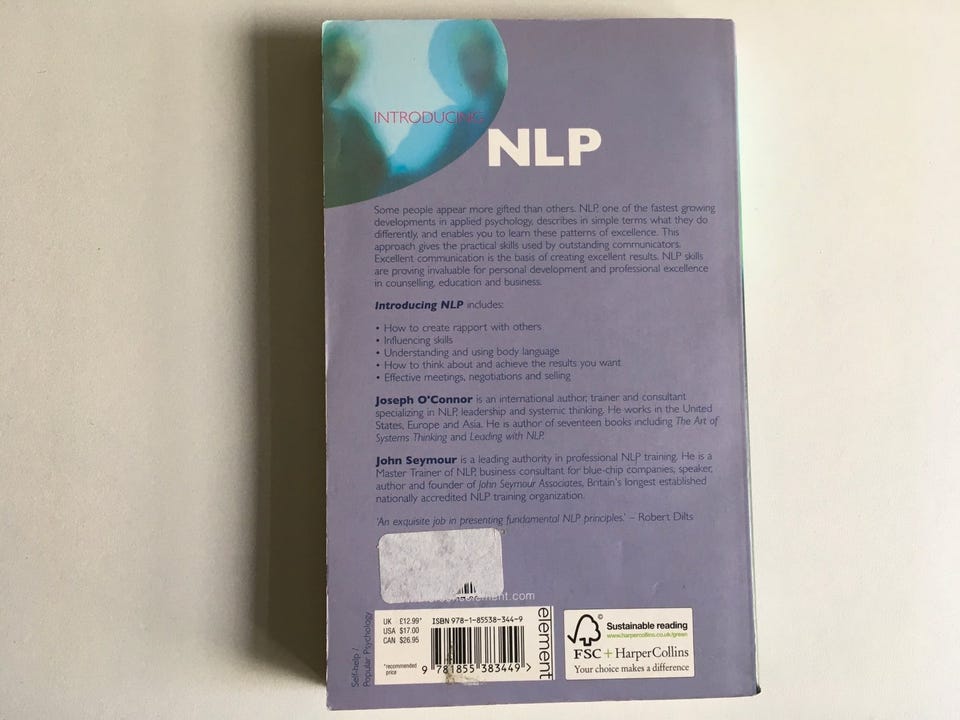 INTRODUCING
NLP
Some people appear more gifted than others. NLP, one of the fastest growing
developments in applied psychology, describes in simple terms what they do
differently, and enables you to learn these patterns of excellence. This
approach gives the practical skills used by outstanding communicators.
Excellent communication is the basis of creating excellent results. NLP skills
are proving invaluable for personal development and professional excellence
in counselling, education and business.
Introducing NLP includes:
• How to create rapport with others
• Influencing skills
• Understanding and using body language
• How to think about and achieve the results you want
• Effective meetings, negotiations and selling
Joseph O'Connor is an international author, trainer and consultant
specializing in NLP, leadership and systemic thinking. He works in the United
States, Europe and Asia. He is author of seventeen books including The Art of
Systems Thinking and Leading with NLP.
John Seymour is a leading authority in professional NLP training. He is a
Master Trainer of NLP, business consultant for blue-chip companies, speaker,
author and founder of John Seymour Associates, Britain's longest established
nationally accredited NLP training organization.
'An exquisite job in presenting fundamental NLP principles.' – Robert Dilts
element.com
Self-help /
Popular Psychology
UK £12.99*
USA $17.00
CAN $26.95
*recommended
price
ISBN 978-1-85538-344-9
9 781855 383449 >
element
©
Sustainable reading
www.harpercollins.co.uk/green
FSC + HarperCollins
Your choice makes a difference